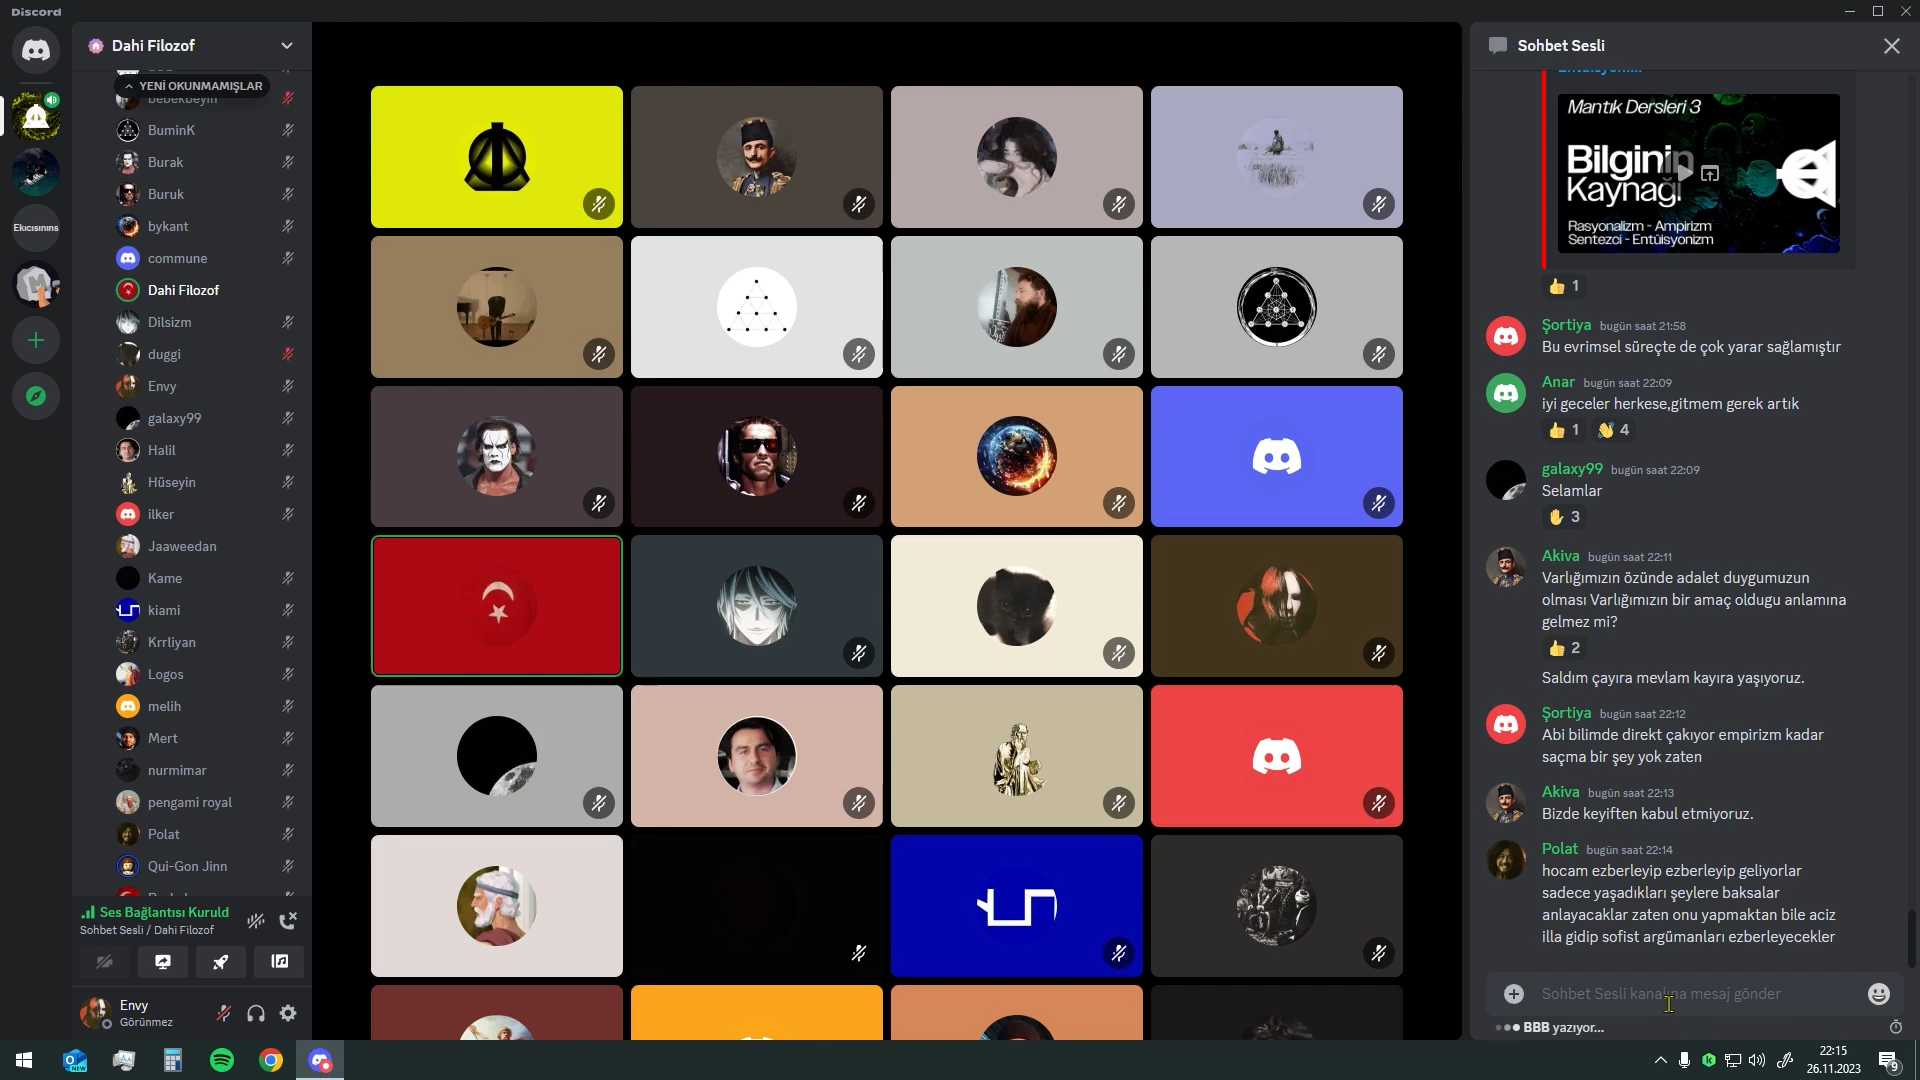 Discord
Dahi Filozof
YENİ OKUNMAMIŞLAR
bebekbeyin
BuminK
Burak
Buruk
bykant
commune
Dahi Filozof
Dilsizm
duggi
Envy
galaxy99
Halil
Hüseyin
ilker
Jaaweedan
Kame
kiami
Krrliyan
Logos
melih
Mert
nurmimar
pengami royal
Polat
Qui-Gon Jinn
Ekıcısınıns
Ses Bağlantısı Kuruld
Sohbet Sesli / Dahi Filozof
Envy
Görünmez
Sohbet Sesli
Mantık Dersleri 3
Bilginin
Kaynağı
Rasyonalizm - Ampirizm
Sentezci - Entüisyonizm
👍 1
Şortiya bugün saat 21:58
Bu evrimsel süreçte de çok yarar sağlamıştır
Anar bugün saat 22:09
iyi geceler herkese,gitmem gerek artık
👍 1 👋 4
galaxy99 bugün saat 22:09
Selamlar
✋ 3
Akiva bugün saat 22:11
Varlığımızın özünde adalet duygumuzun
olması Varlığımızın bir amaç oldugu anlamına
gelmez mi?
👍 2
Saldım çayıra mevlam kayıra yaşıyoruz.
Şortiya bugün saat 22:12
Abi bilimde direkt çakıyor empirizm kadar
saçma bir şey yok zaten
Akiva bugün saat 22:13
Bizde keyiften kabul etmiyoruz.
Polat bugün saat 22:14
hocam ezberleyip ezberleyip geliyorlar
sadece yaşadıkları şeylere baksalar
anlayacaklar zaten onu yapmaktan bile aciz
illa gidip sofist argümanları ezberleyecekler
Sohbet Sesli kanalına mesaj gönder
BBB yazıyor...
NEW
22:15
26.11.2023
9